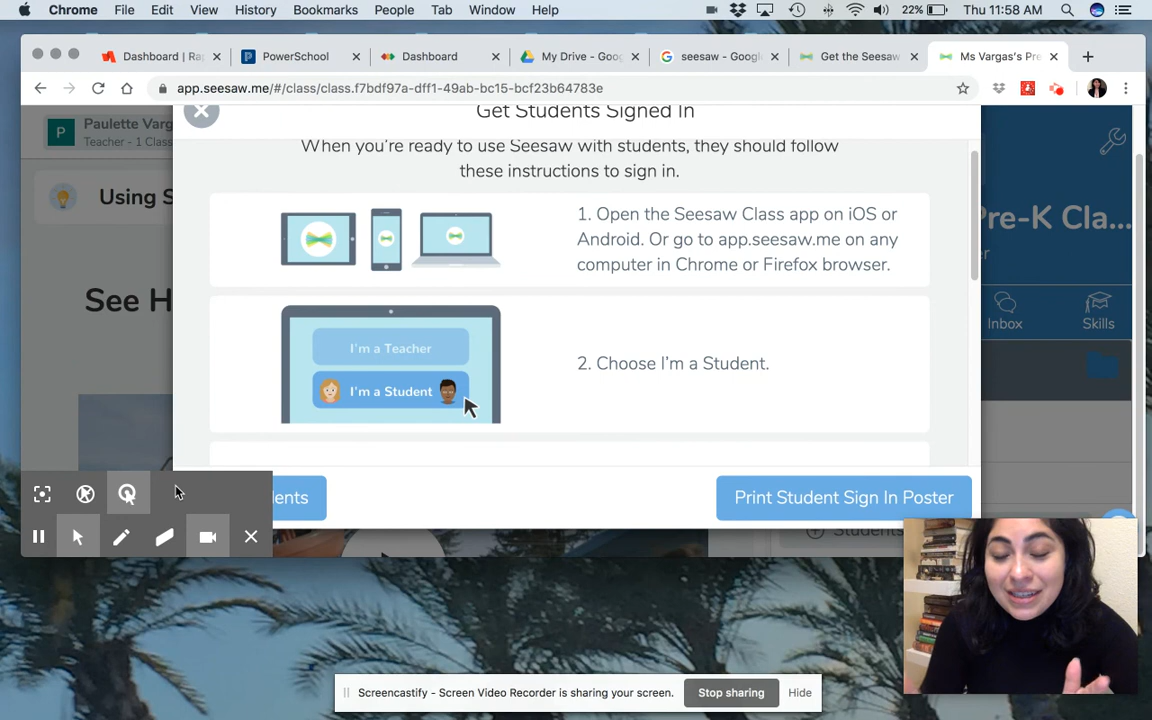 Chrome File Edit View History Bookmarks People Tab Window Help 22% Thu 11:58 AM
Dashboard | Rap PowerSchool Dashboard My Drive - Goog seesaw - Google Get the Seesaw Ms Vargas's Pre
app.seesaw.me/#/class/class.f7bdf97a-dff1-49ab-bc15-bcf23b64783e
P
Paulette Varg
Teacher - 1 Class
Using S
See H
Get Students Signed In
When you're ready to use Seesaw with students, they should follow
these instructions to sign in.
1. Open the Seesaw Class app on iOS or
Android. Or go to app.seesaw.me on any
computer in Chrome or Firefox browser.
I'm a Teacher
I'm a Student
2. Choose I'm a Student.
ents
Print Student Sign In Poster
Pre-K Cla...
er
Inbox
Skills
Students
Screencastify - Screen Video Recorder is sharing your screen.
Stop sharing
Hide